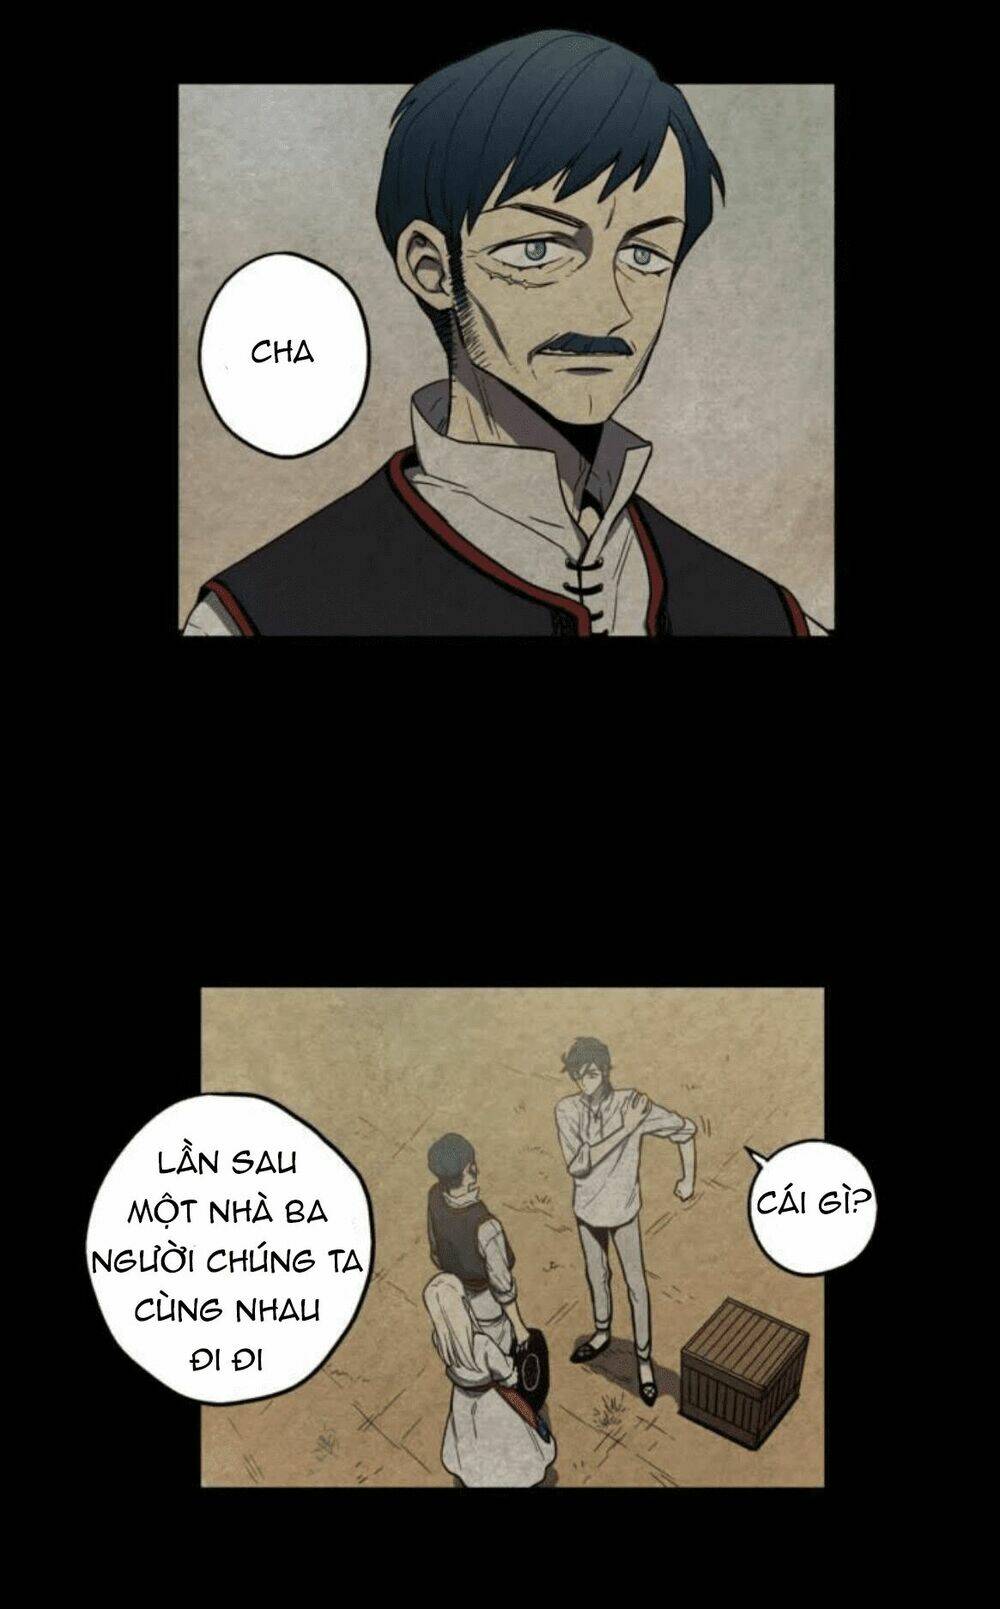 CHA
LẦN SAU
MỘT NHÀ BA
NGƯỜI CHÚNG TA
CÙNG NHAU
ĐI ĐI
CÁI GÌ?